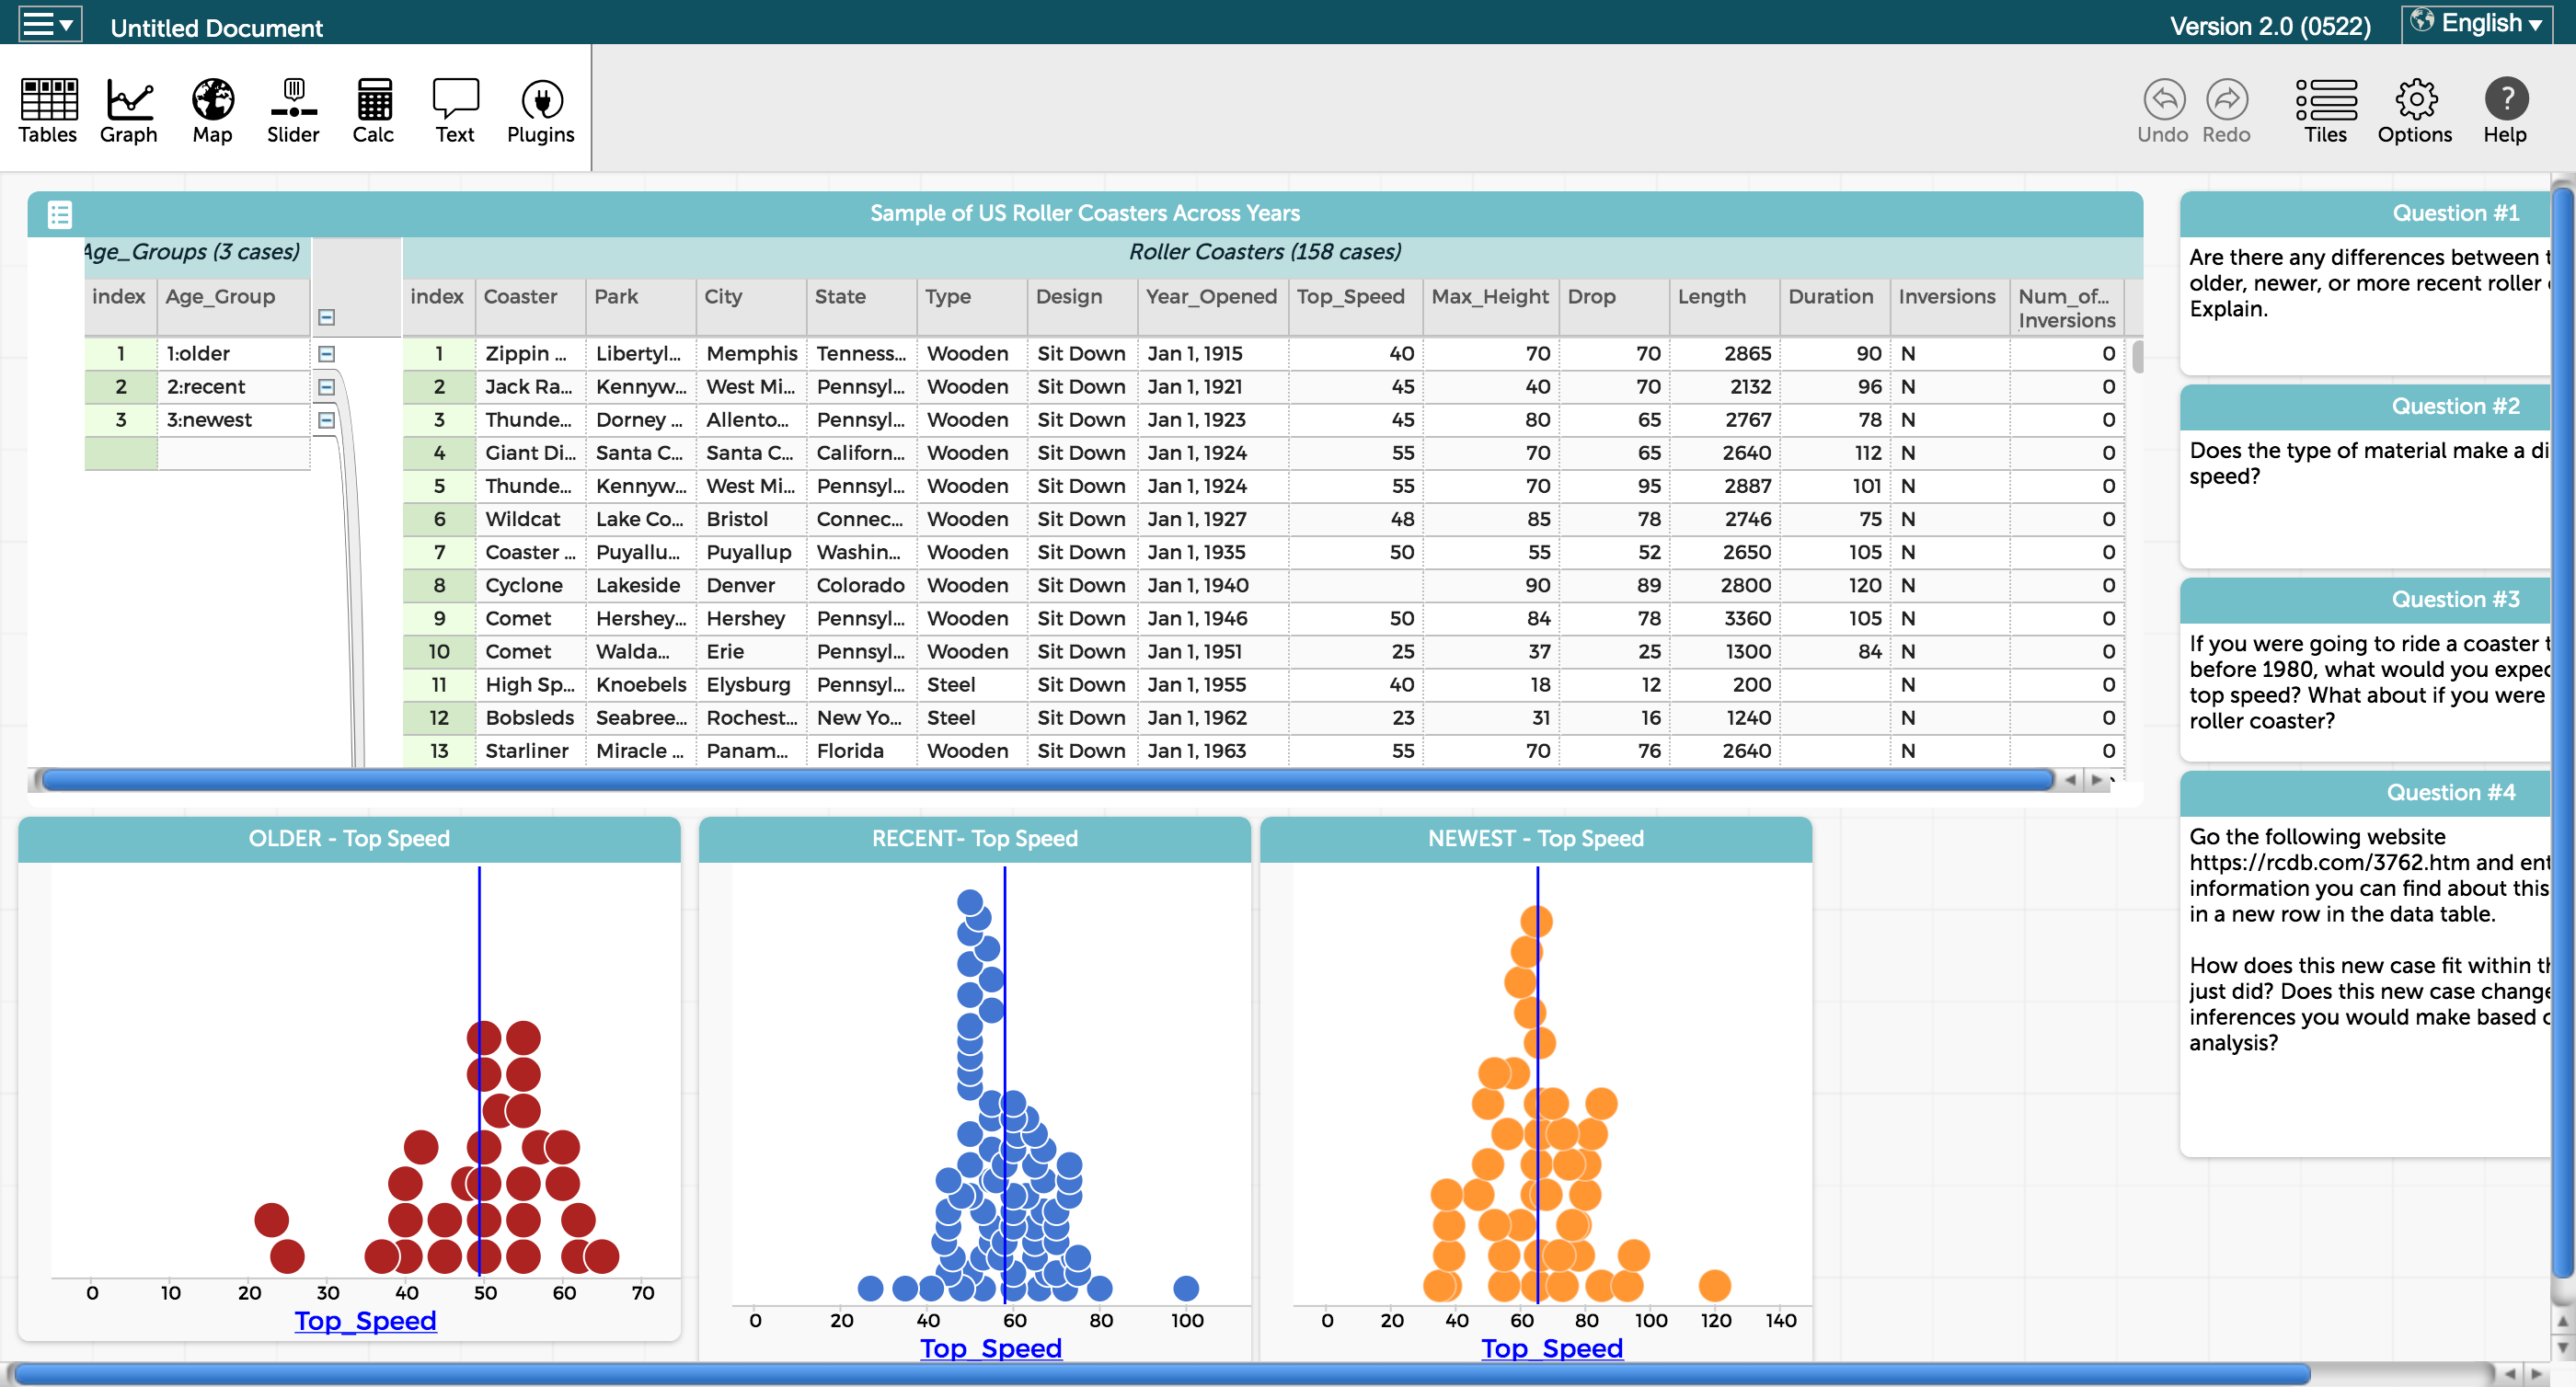 Untitled Document
Version 2.0 (0522)
English
Tables
Graph
Map
Slider
Calc
Text
Plugins
Undo
Redo
Tiles
Options
Help
Sample of US Roller Coasters Across Years
Age_Groups (3 cases)
index Age_Group
1 1:older
2 2:recent
3 3:newest
Roller Coasters (158 cases)
index Coaster Park City State Type Design Year_Opened Top_Speed Max_Height Drop Length Duration Inversions Num_of... Inversions
1 Zippin ... Libertyl... Memphis Tenness... Wooden Sit Down Jan 1, 1915 40 70 70 2865 90 N 0
2 Jack Ra... Kennyw... West Mi... Pennsyl... Wooden Sit Down Jan 1, 1921 45 40 70 2132 96 N 0
3 Thunde... Dorney ... Allento... Pennsyl... Wooden Sit Down Jan 1, 1923 45 80 65 2767 78 N 0
4 Giant Di... Santa C... Santa C... Californ... Wooden Sit Down Jan 1, 1924 55 70 65 2640 112 N 0
5 Thunde... Kennyw... West Mi... Pennsyl... Wooden Sit Down Jan 1, 1924 55 70 95 2887 101 N 0
6 Wildcat Lake Co... Bristol Connec... Wooden Sit Down Jan 1, 1927 48 85 78 2746 75 N 0
7 Coaster ... Puyallu... Puyallup Washin... Wooden Sit Down Jan 1, 1935 50 55 52 2650 105 N 0
8 Cyclone Lakeside Denver Colorado Wooden Sit Down Jan 1, 1940 90 89 2800 120 N 0
9 Comet Hershey... Hershey Pennsyl... Wooden Sit Down Jan 1, 1946 50 84 78 3360 105 N 0
10 Comet Walda... Erie Pennsyl... Wooden Sit Down Jan 1, 1951 25 37 25 1300 84 N 0
11 High Sp... Knoebels Elysburg Pennsyl... Steel Sit Down Jan 1, 1955 40 18 12 200 N 0
12 Bobsleds Seabree... Rochest... New Yo... Steel Sit Down Jan 1, 1962 23 31 16 1240 N 0
13 Starliner Miracle ... Panam... Florida Wooden Sit Down Jan 1, 1963 55 70 76 2640 N 0
Question #1
Are there any differences between
older, newer, or more recent roller
Explain.
Question #2
Does the type of material make a di
speed?
Question #3
If you were going to ride a coaster
before 1980, what would you expec
top speed? What about if you were
roller coaster?
Question #4
Go the following website
https://rcdb.com/3762.htm and ent
information you can find about this
in a new row in the data table.
How does this new case fit within th
just did? Does this new case change
inferences you would make based
analysis?
OLDER - Top Speed
0 10 20 30 40 50 60 70
Top_Speed
RECENT- Top Speed
0 20 40 60 80 100
Top_Speed
NEWEST - Top Speed
0 20 40 60 80 100 120 140
Top_Speed